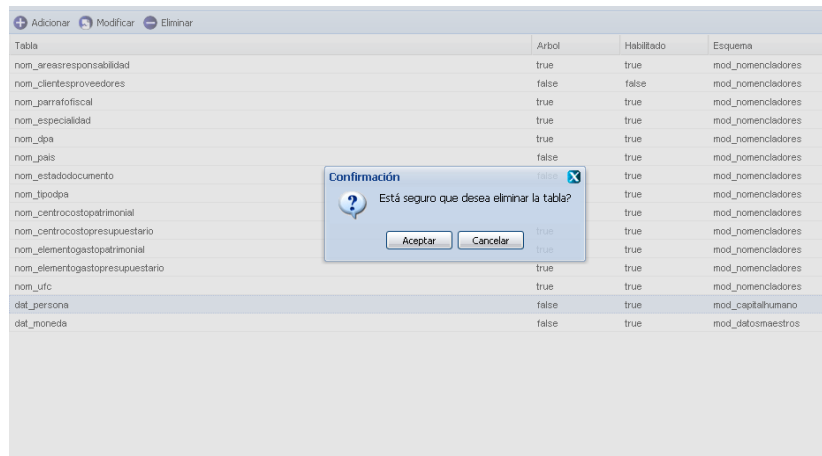 Adicionar Modificar Eliminar
Tabla Arbol Habilitado Esquema
nom_areasresponsabilidad true true mod_nomencladores
nom_clientesproveedores false false mod_nomencladores
nom_parrafofiscal true true mod_nomencladores
nom_especialidad true true mod_nomencladores
nom_dpa true true mod_nomencladores
nom_pais false true mod_nomencladores
nom_estadodocumento true mod_nomencladores
Confirmación
nom_tipodpa true mod_nomencladores
Está seguro que desea eliminar la tabla?
nom_centrocostopatrimonial true mod_nomencladores
nom_centrocostopresupuestario true true mod_nomencladores
Aceptar Cancelar
nom_elementogastopatrimonial true true mod_nomencladores
nom_elementogastopresupuestario true true mod_nomencladores
nom_ufc true true mod_nomencladores
dat_persona false true mod_capitalhumano
dat_moneda false true mod_datosmaestros